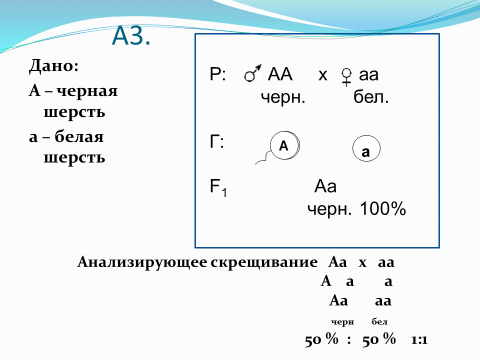 А3.
Дано:
А – черная
шерсть
а – белая
шерсть
Р: ♂ АА х ♀ аа
черн. бел.
Г: А а
F1 Аа
черн. 100%
Анализирующее скрещивание Аа х аа
А а а
Аа аа
черн бел
50 % : 50 % 1:1